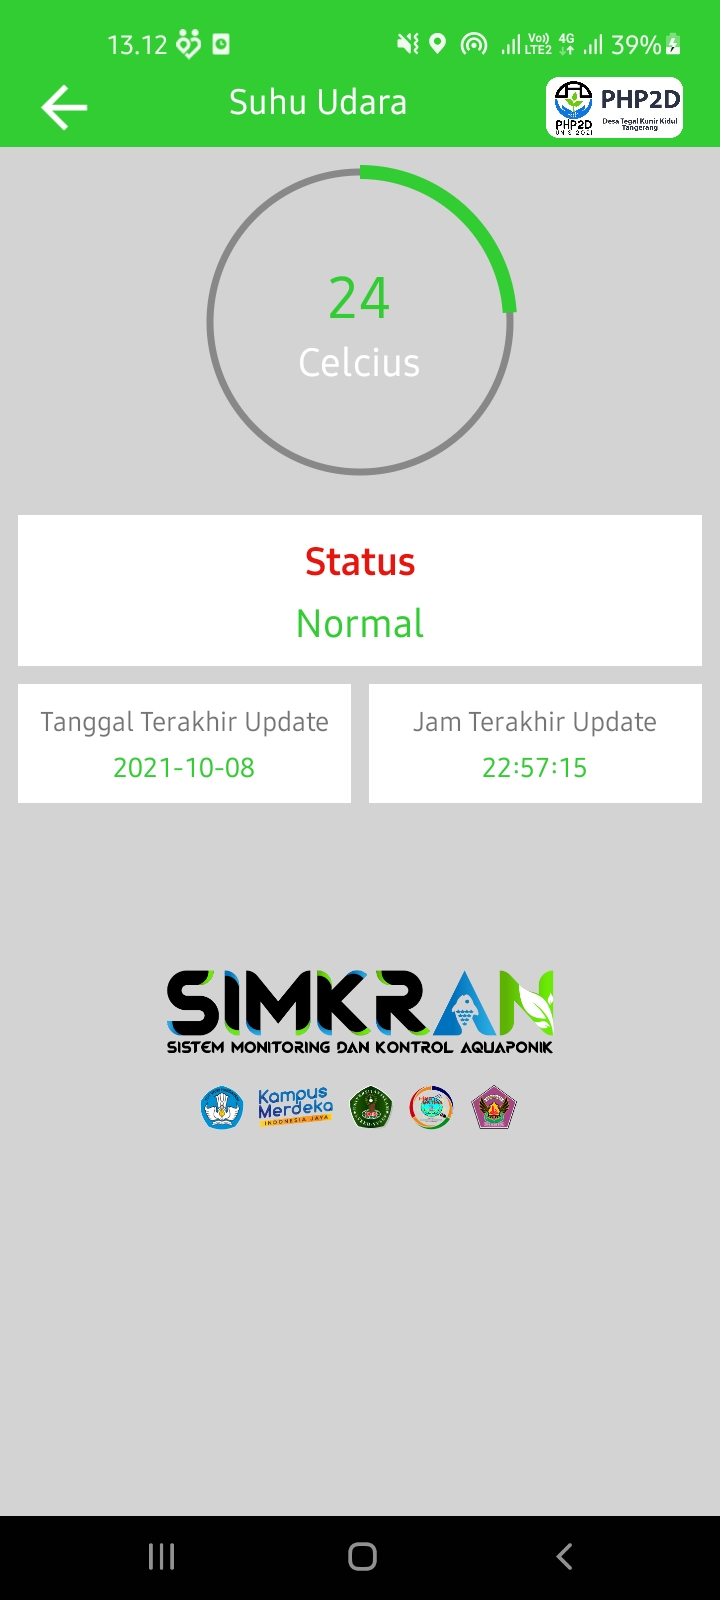 13.12
Vo)) 4G 39%
LTE2
Suhu Udara
PHP2D
Desa Tegal Kunir Kidul
Tangerang
PHP2D
24
Celcius
Status
Normal
Tanggal Terakhir Update
2021-10-08
Jam Terakhir Update
22:57:15
SIMKRAN
SISTEM MONITORING DAN KONTROL AQUAPONIK
Kampus
Merdeka
INDONESIA JAYA